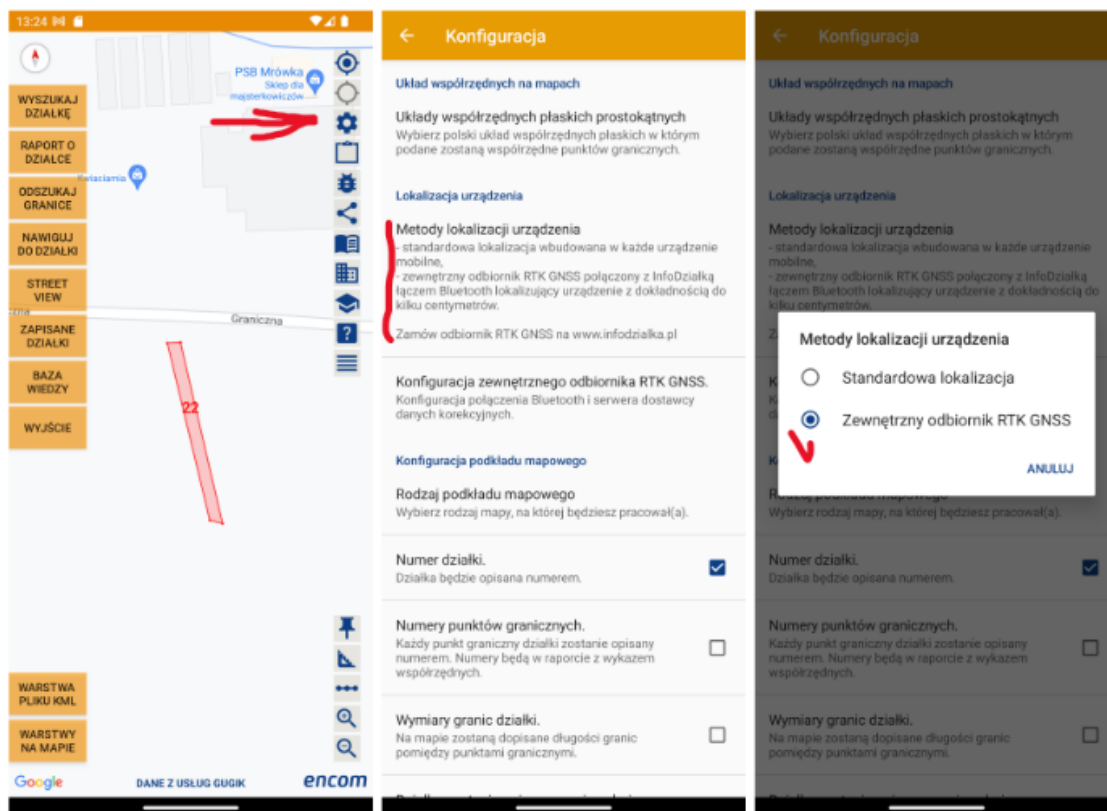 13:24
PSB Mrówka
Sklep dla
majsterkowiczów
WYSZUKAJ
DZIAŁKĘ
RAPORT O
DZIAŁCE
Kwiaciarnia
ODSZUKAJ
GRANICE
NAWIGUJ
DO DZIAŁKI
STREET
VIEW
Graniczna
ZAPISANE
DZIAŁKI
BAZA
WIEDZY
22
WYJŚCIE
WARSTWA
PLIKU KML
WARSTWY
NA MAPIE
Google
DANE Z USŁUG GUGIK
encom
Konfiguracja
Układ współrzędnych na mapach
Układy współrzędnych płaskich prostokątnych
Wybierz polski układ współrzędnych płaskich w którym
podane zostaną współrzędne punktów granicznych.
Lokalizacja urządzenia
Metody lokalizacji urządzenia
- standardowa lokalizacja wbudowana w każde urządzenie
mobilne,
- zewnętrzny odbiornik RTK GNSS połączony z InfoDziałką
łączem Bluetooth lokalizujący urządzenie z dokładnością do
kilku centymetrów.
Zamów odbiornik RTK GNSS na www.infodzialka.pl
Konfiguracja zewnętrznego odbiornika RTK GNSS.
Konfiguracja połączenia Bluetooth i serwera dostawcy
danych korekcyjnych.
Konfiguracja podkładu mapowego
Rodzaj podkładu mapowego
Wybierz rodzaj mapy, na której będziesz pracował(a).
Numer działki.
Działka będzie opisana numerem.
Numery punktów granicznych.
Każdy punkt graniczny działki zostanie opisany
numerem. Numery będą w raporcie z wykazem
współrzędnych.
Wymiary granic działki.
Na mapie zostaną dopisane długości granic
pomiędzy punktami granicznymi.
Konfiguracja
Układ współrzędnych na mapach
Układy współrzędnych płaskich prostokątnych
Wybierz polski układ współrzędnych płaskich w którym
podane zostaną współrzędne punktów granicznych.
Lokalizacja urządzenia
Metody lokalizacji urządzenia
- standardowa lokalizacja wbudowana w każde urządzenie
mobilne,
- zewnętrzny odbiornik RTK GNSS połączony z InfoDziałką
łączem Bluetooth lokalizujący urządzenie z dokładnością do
kilku centymetrów.
Metody lokalizacji urządzenia
Standardowa lokalizacja
Zewnętrzny odbiornik RTK GNSS
ANULUJ
Rodzaj podkładu mapowego
Wybierz rodzaj mapy, na której będziesz pracował(a).
Numer działki.
Działka będzie opisana numerem.
Numery punktów granicznych.
Każdy punkt graniczny działki zostanie opisany
numerem. Numery będą w raporcie z wykazem
współrzędnych.
Wymiary granic działki.
Na mapie zostaną dopisane długości granic
pomiędzy punktami granicznymi.